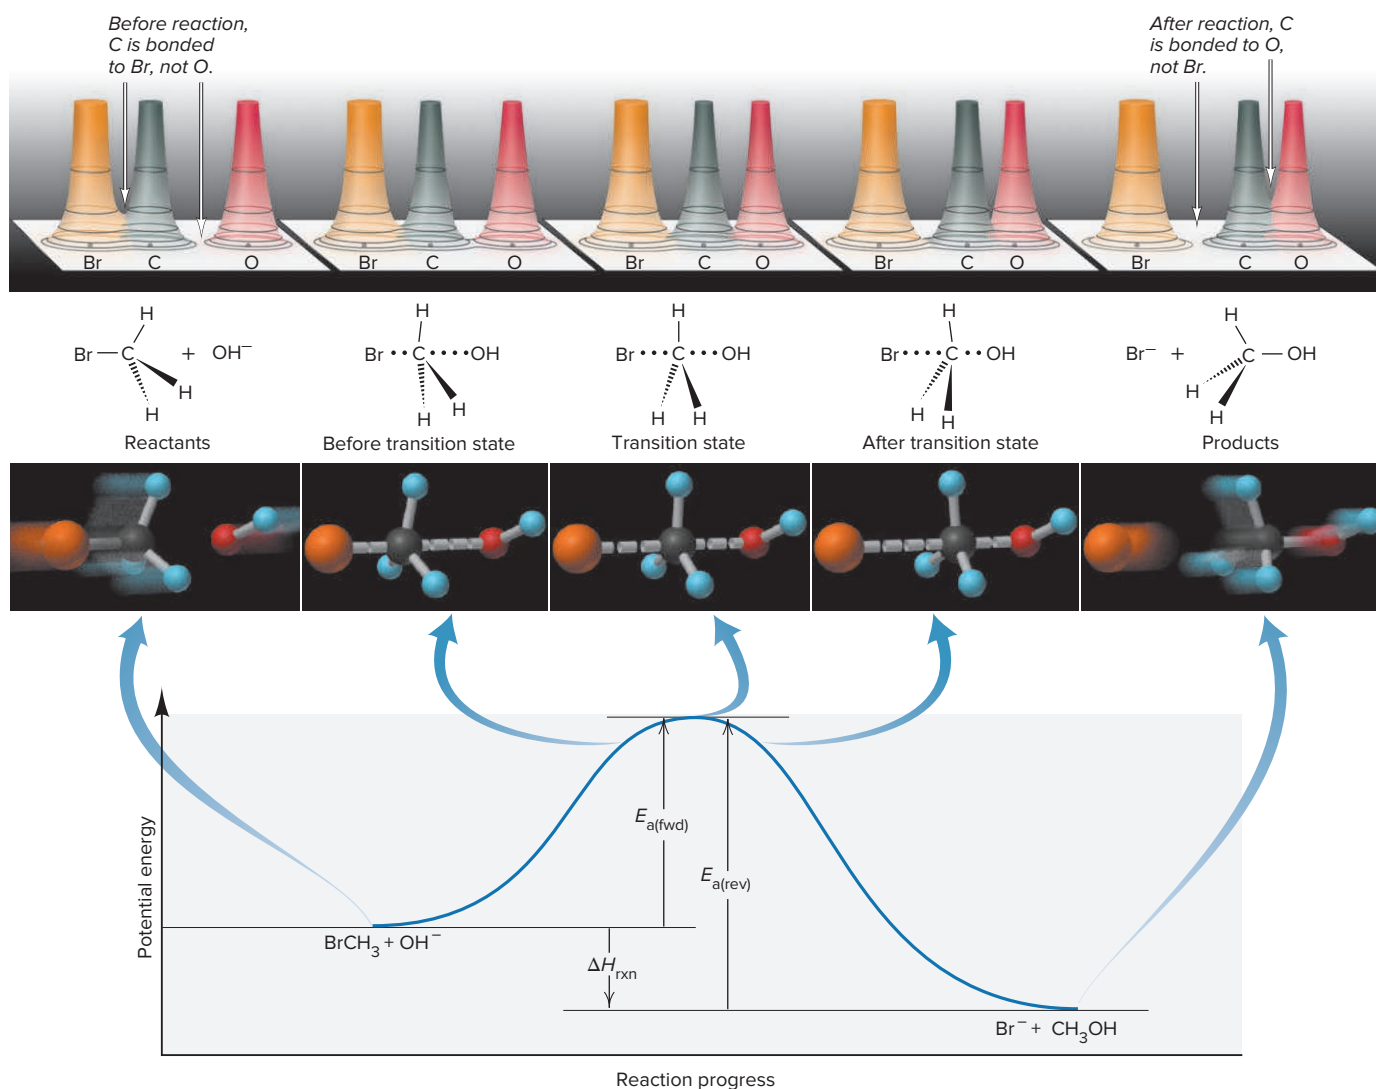 Before reaction,
C is bonded
to Br, not O.
After reaction, C
is bonded to O,
not Br.
Br C O
Br C O
Br C O
Br C O
Br C O
H
Br C + OH⁻
H
H
H
Br ··C····OH
H
H
H
Br ···C···OH
H H
H
Br····C··OH
H H
H
Br⁻ + C OH
H
H
Reactants
Before transition state
Transition state
After transition state
Products
Potential energy
Eₐ(fwd)
Eₐ(rev)
BrCH₃ + OH⁻
ΔHrxn
Br⁻ + CH₃OH
Reaction progress